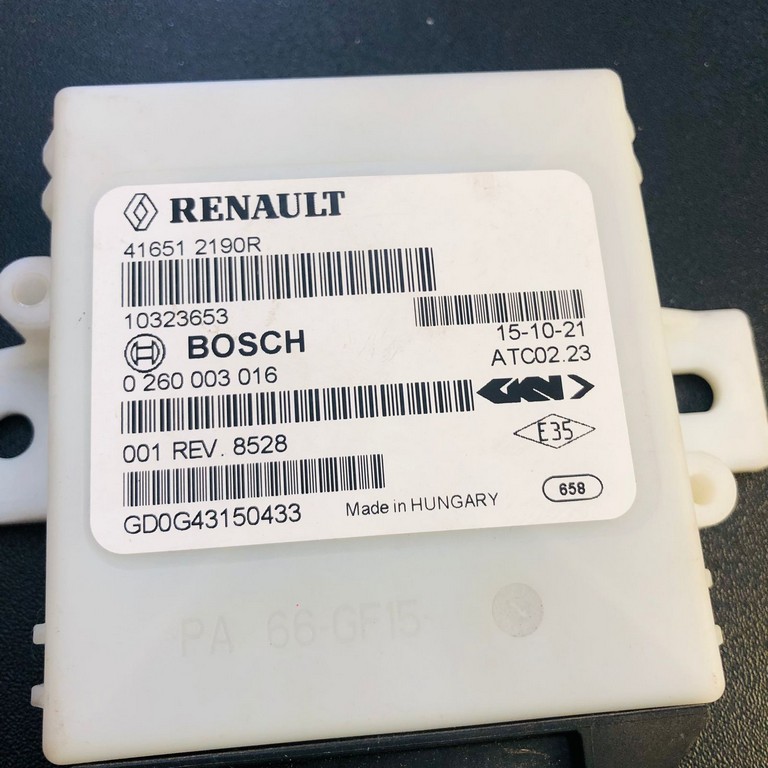 RENAULT
41651 2190R
10323653
15-10-21
BOSCH
ATC02.23
0 260 003 016
GKN
001 REV. 8528
E35
GD0G43150433
Made in HUNGARY
658
PA 66-GF15